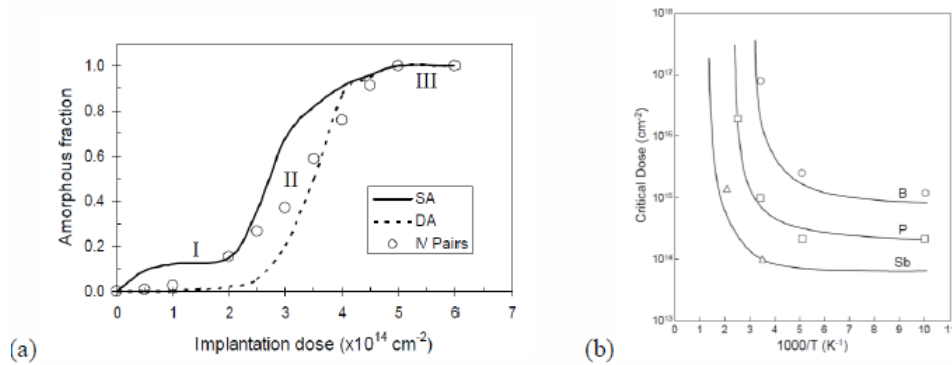 1.0
0.8
0.6
0.4
0.2
0.0
Amorphous fraction
I
II
III
SA
DA
IV Pairs
0 1 2 3 4 5 6 7
Implantation dose (x10¹⁴ cm⁻²)
(a)
10¹⁸
10¹⁷
10¹⁶
10¹⁵
10¹⁴
10¹³
Critical Dose (cm⁻²)
B
P
Sb
0 1 2 3 4 5 6 7 8 9 10 1
1000/T (K⁻¹)
(b)